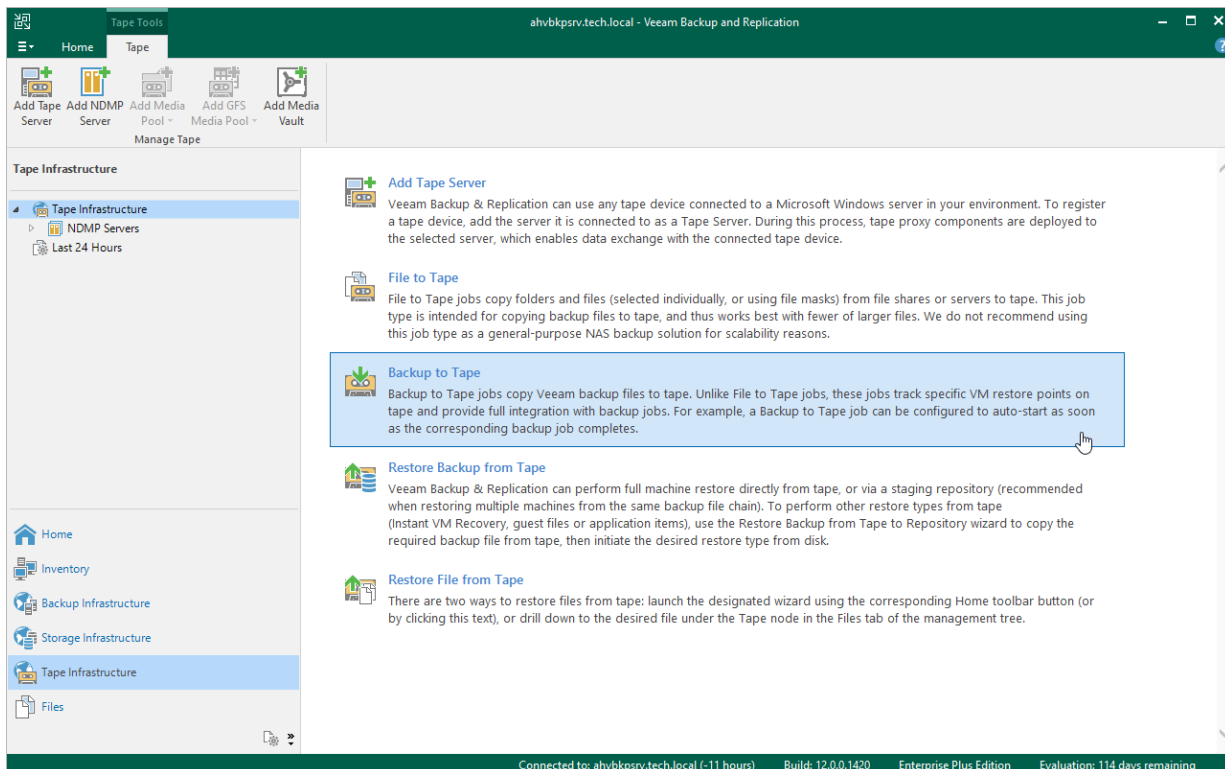 Tape Tools
ahvbkpsrv.tech.local - Veeam Backup and Replication
Home Tape
Add Tape Server
Add NDMP Server
Add Media Pool
Add GFS Media Pool
Add Media Vault
Manage Tape
Tape Infrastructure
Tape Infrastructure
NDMP Servers
Last 24 Hours
Home
Inventory
Backup Infrastructure
Storage Infrastructure
Tape Infrastructure
Files
Add Tape Server
Veeam Backup & Replication can use any tape device connected to a Microsoft Windows server in your environment. To register
a tape device, add the server it is connected to as a Tape Server. During this process, tape proxy components are deployed to
the selected server, which enables data exchange with the connected tape device.
File to Tape
File to Tape jobs copy folders and files (selected individually, or using file masks) from file shares or servers to tape. This job
type is intended for copying backup files to tape, and thus works best with fewer of larger files. We do not recommend using
this job type as a general-purpose NAS backup solution for scalability reasons.
Backup to Tape
Backup to Tape jobs copy Veeam backup files to tape. Unlike File to Tape jobs, these jobs track specific VM restore points on
tape and provide full integration with backup jobs. For example, a Backup to Tape job can be configured to auto-start as soon
as the corresponding backup job completes.
Restore Backup from Tape
Veeam Backup & Replication can perform full machine restore directly from tape, or via a staging repository (recommended
when restoring multiple machines from the same backup file chain). To perform other restore types from tape
(Instant VM Recovery, guest files or application items), use the Restore Backup from Tape to Repository wizard to copy the
required backup file from tape, then initiate the desired restore type from disk.
Restore File from Tape
There are two ways to restore files from tape: launch the designated wizard using the corresponding Home toolbar button (or
by clicking this text), or drill down to the desired file under the Tape node in the Files tab of the management tree.
Connected to: ahvbkpsrv.tech.local (-11 hours) Build: 12.0.0.1420 Enterprise Plus Edition Evaluation: 114 days remaining